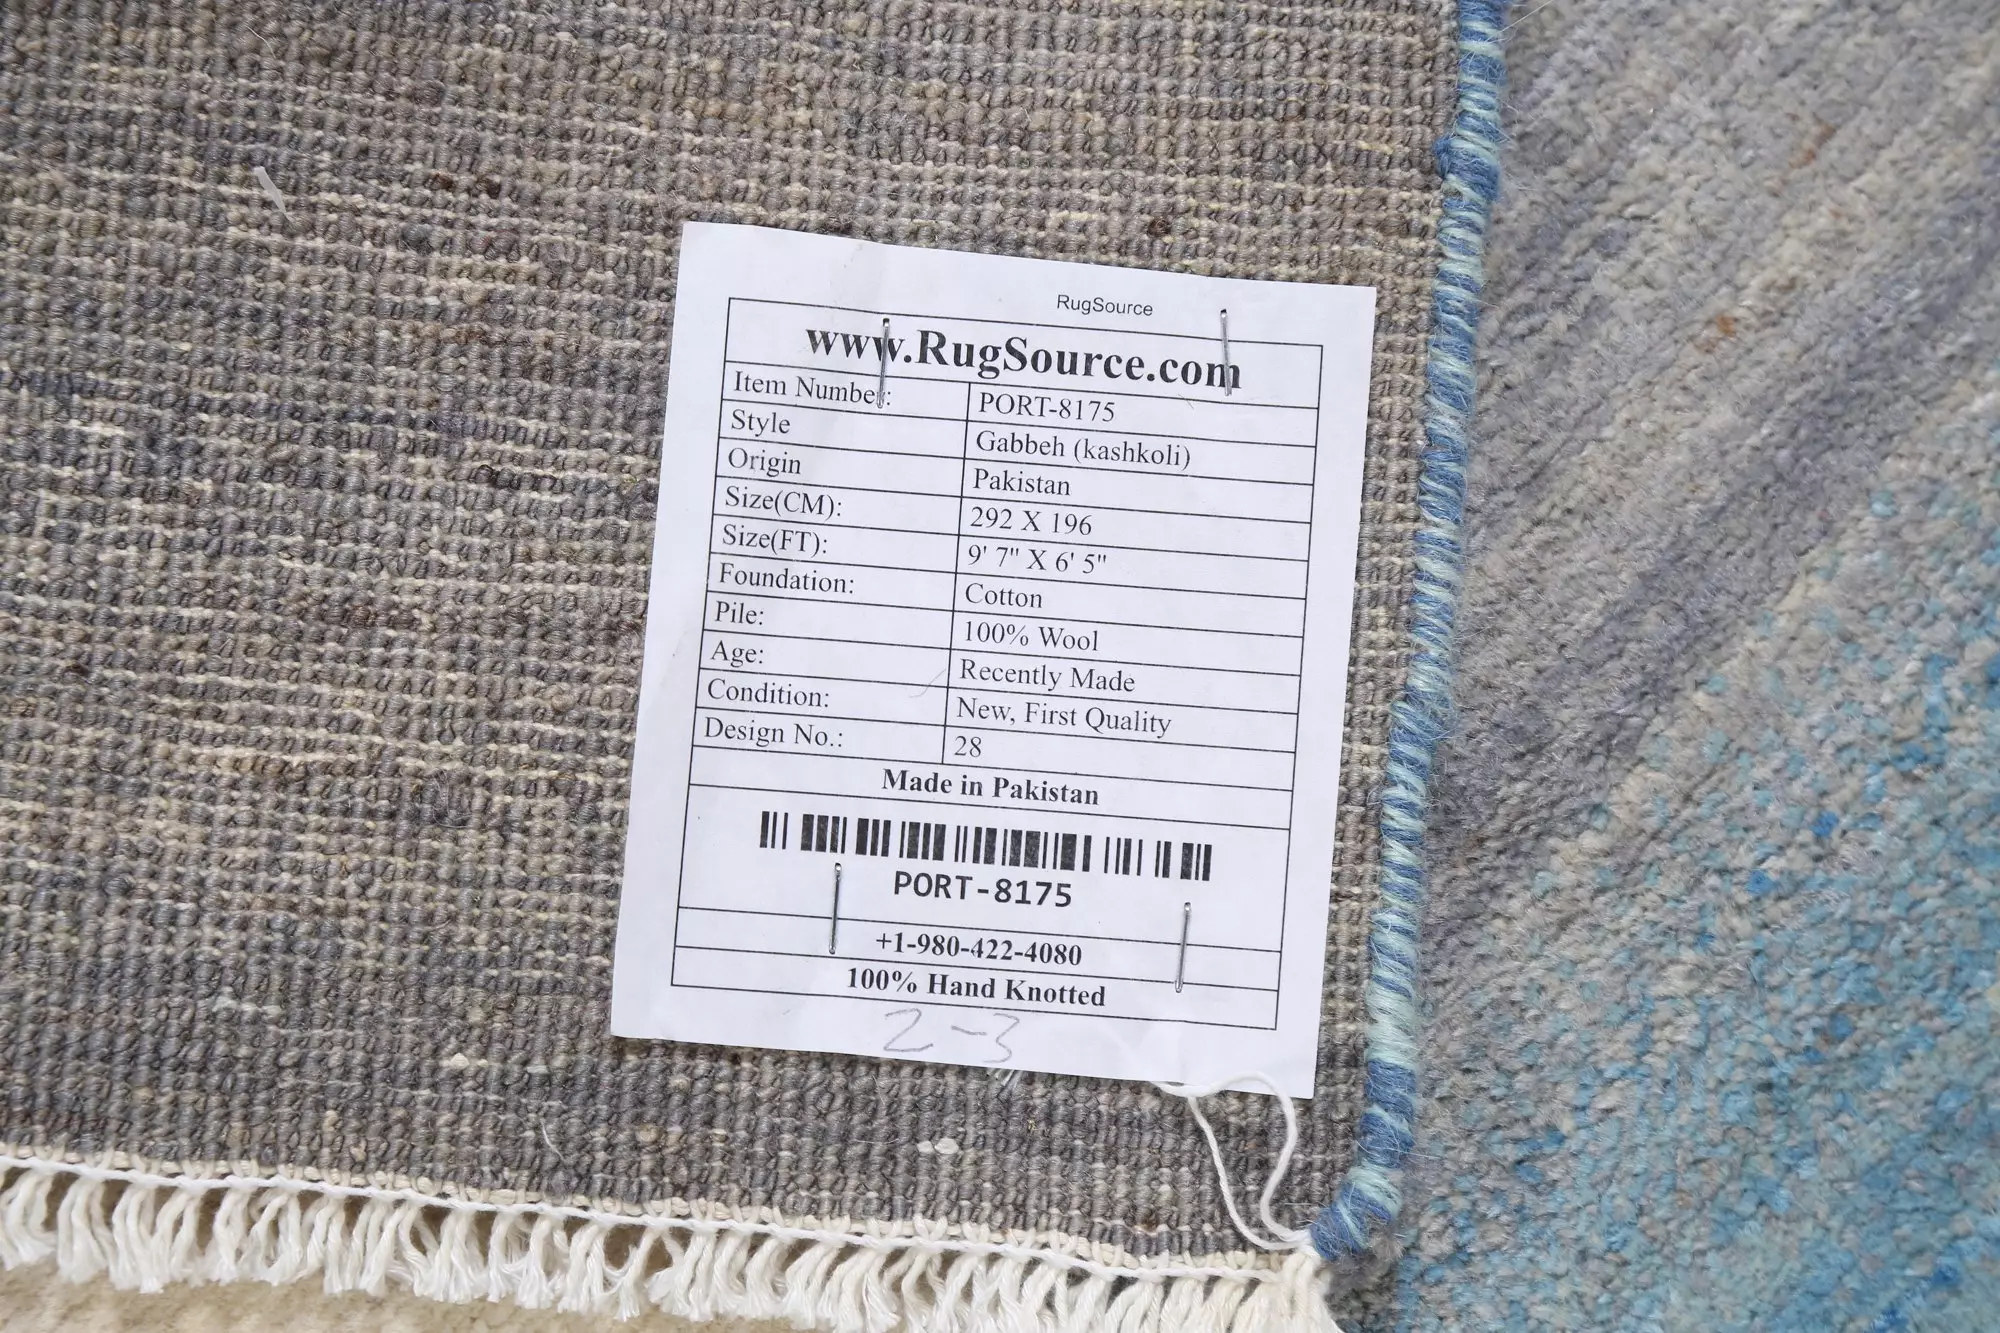 RugSource
www.RugSource.com
Item Number: PORT-8175
Style Gabbeh (kashkoli)
Origin Pakistan
Size(CM): 292 X 196
Size(FT): 9' 7" X 6' 5"
Foundation: Cotton
Pile: 100% Wool
Age: Recently Made
Condition: New, First Quality
Design No.: 28
Made in Pakistan
PORT-8175
+1-980-422-4080
100% Hand Knotted
2-3